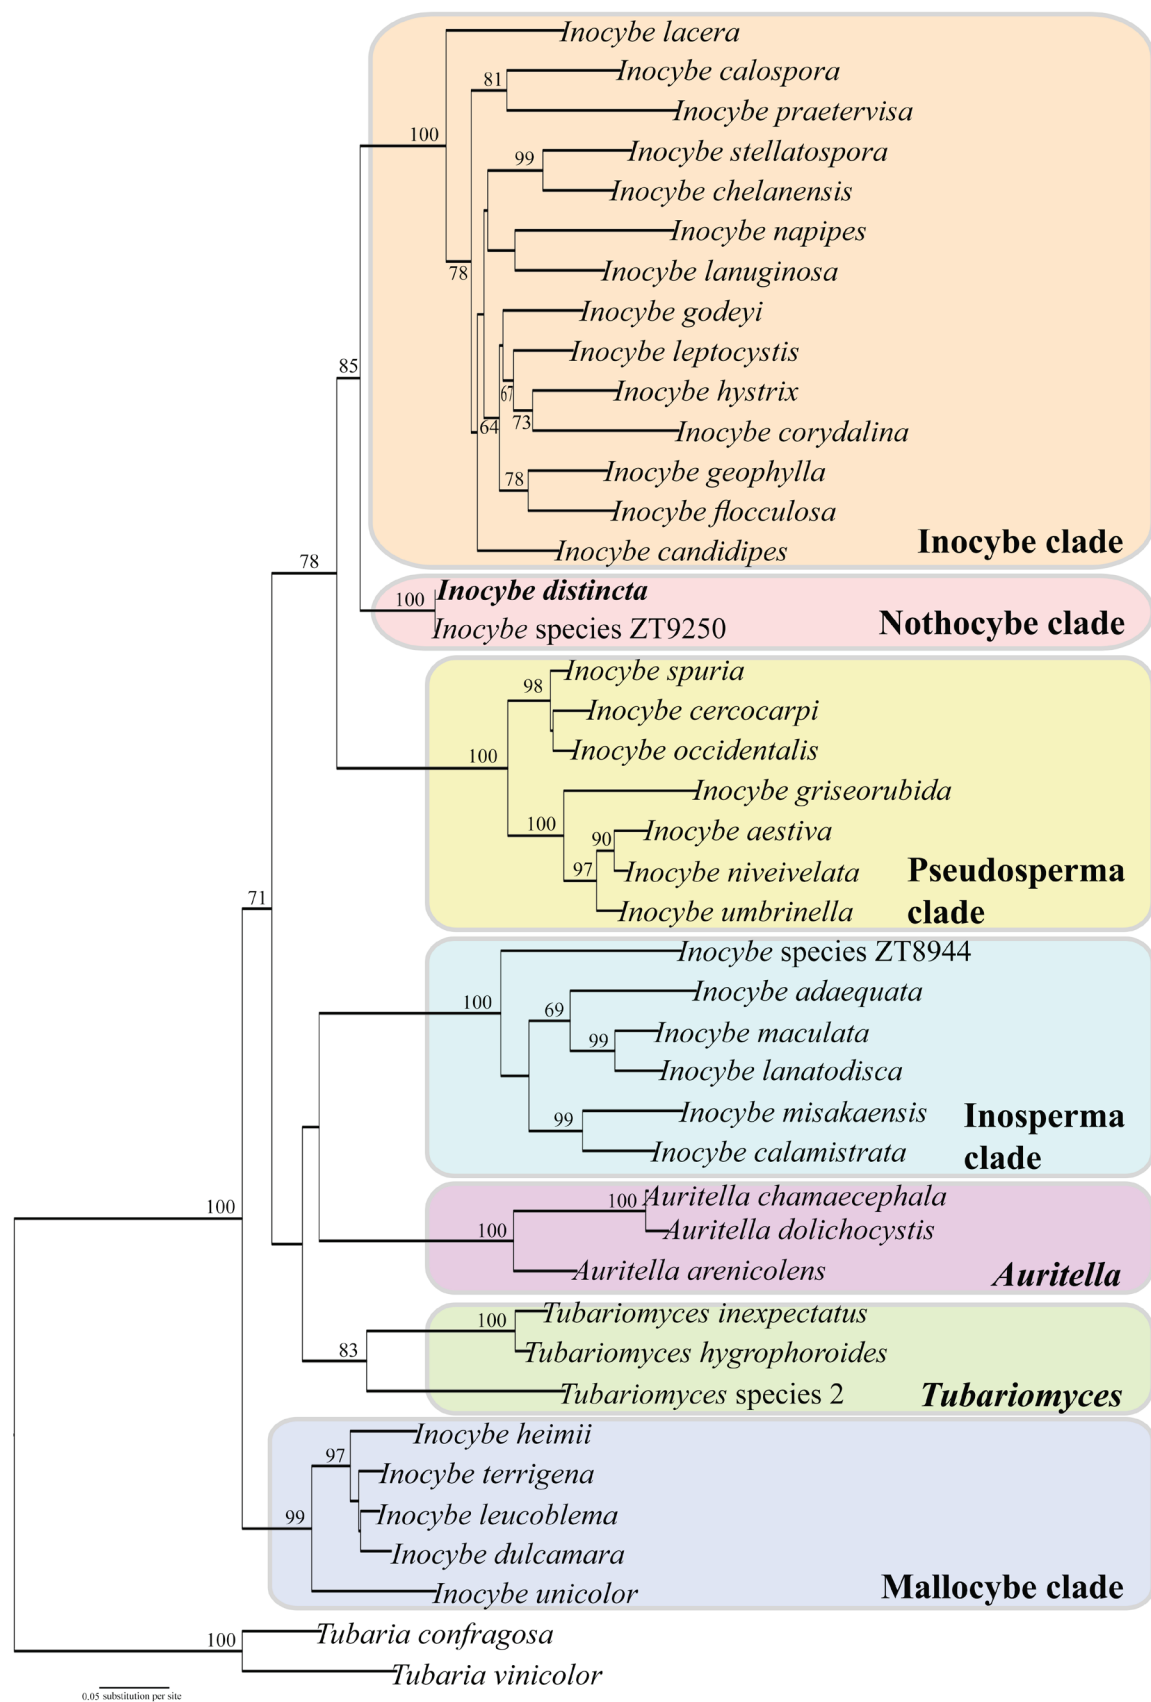 Inocybe lacera
81
Inocybe calospora
Inocybe praetervisa
100
99
Inocybe stellatospora
Inocybe chelanensis
Inocybe napipes
78
Inocybe lanuginosa
Inocybe godeyi
Inocybe leptocystis
85
67
Inocybe hystrix
64
73
Inocybe corydalina
78
Inocybe geophylla
Inocybe flocculosa
Inocybe clade
Inocybe candidipes
78
Inocybe distincta
100
Inocybe species ZT9250
Nothocybe clade
Inocybe spuria
98
Inocybe cercocarpi
Inocybe occidentalis
100
Inocybe griseorubida
100
Inocybe aestiva
90
97
Inocybe niveivelata
Inocybe umbrinella
Pseudosperma
clade
71
Inocybe species ZT8944
Inocybe adaequata
100
69
Inocybe maculata
99
Inocybe lanatodisca
Inocybe misakaensis
99
Inocybe calamistrata
Inosperma
clade
100
Auritella chamaecephala
100
Auritella dolichocystis
100
Auritella arenicolens
Auritella
Tubariomyces inexpectatus
100
Tubariomyces hygrophoroides
83
Tubariomyces species 2
Tubariomyces
Inocybe heimii
97
Inocybe terrigena
Inocybe leucoblema
99
Inocybe dulcamara
Inocybe unicolor
Mallocybe clade
Tubaria confragosa
100
Tubaria vinicolor
0.05 substitution per site